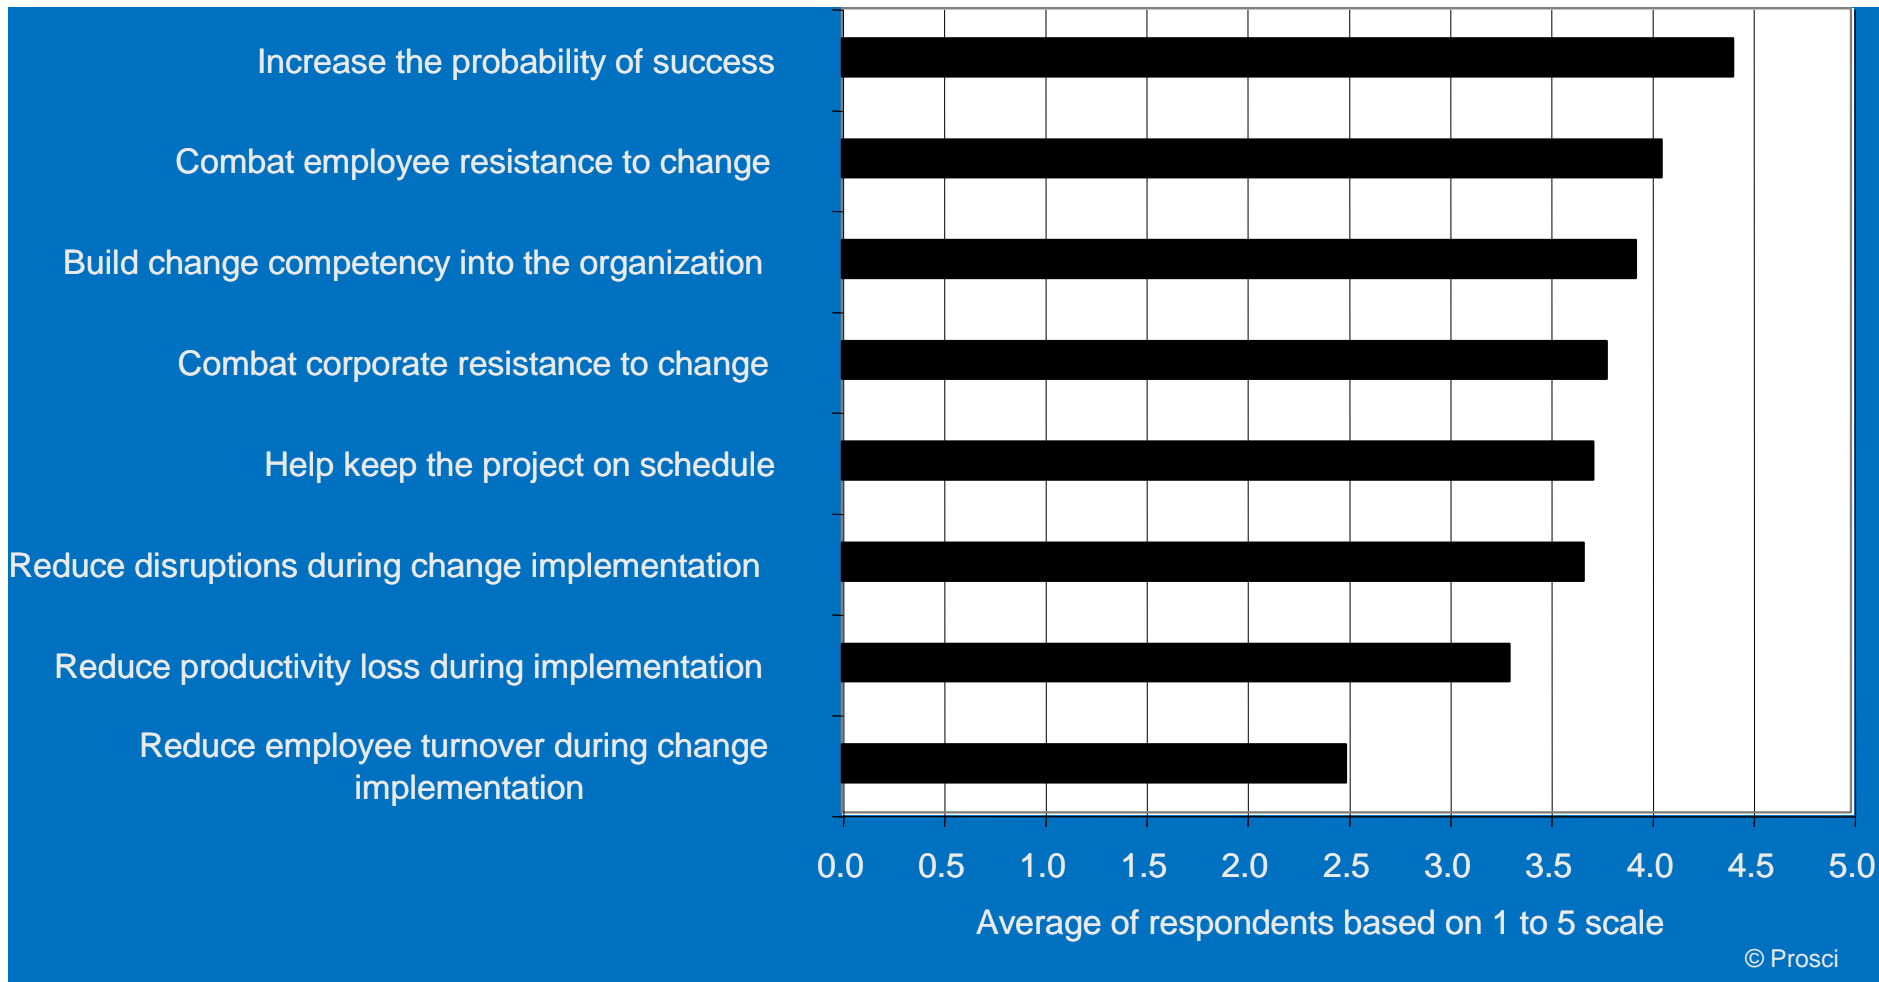 Increase the probability of success
Combat employee resistance to change
Build change competency into the organization
Combat corporate resistance to change
Help keep the project on schedule
Reduce disruptions during change implementation
Reduce productivity loss during implementation
Reduce employee turnover during change
implementation
0.0 0.5 1.0 1.5 2.0 2.5 3.0 3.5 4.0 4.5 5.0
Average of respondents based on 1 to 5 scale
© Prosci